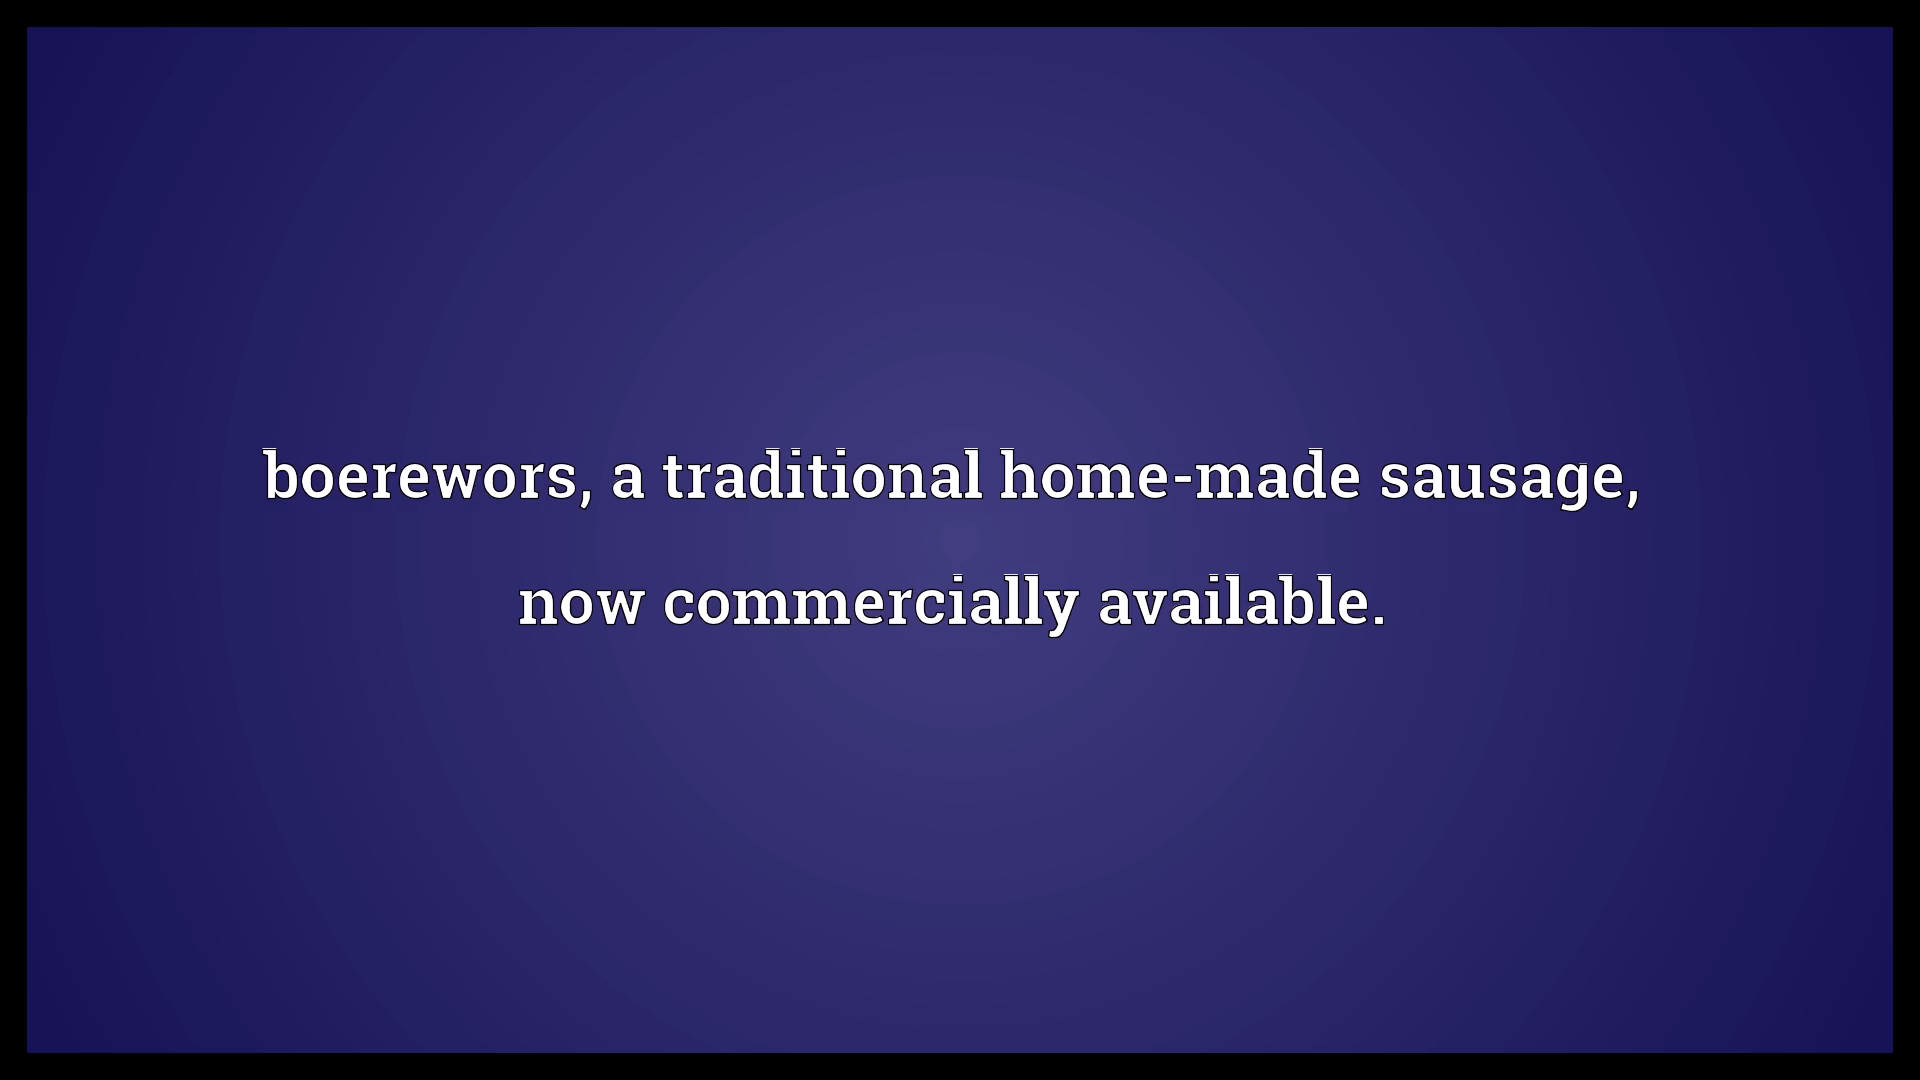 boerewors, a traditional home-made sausage,
now commercially available.